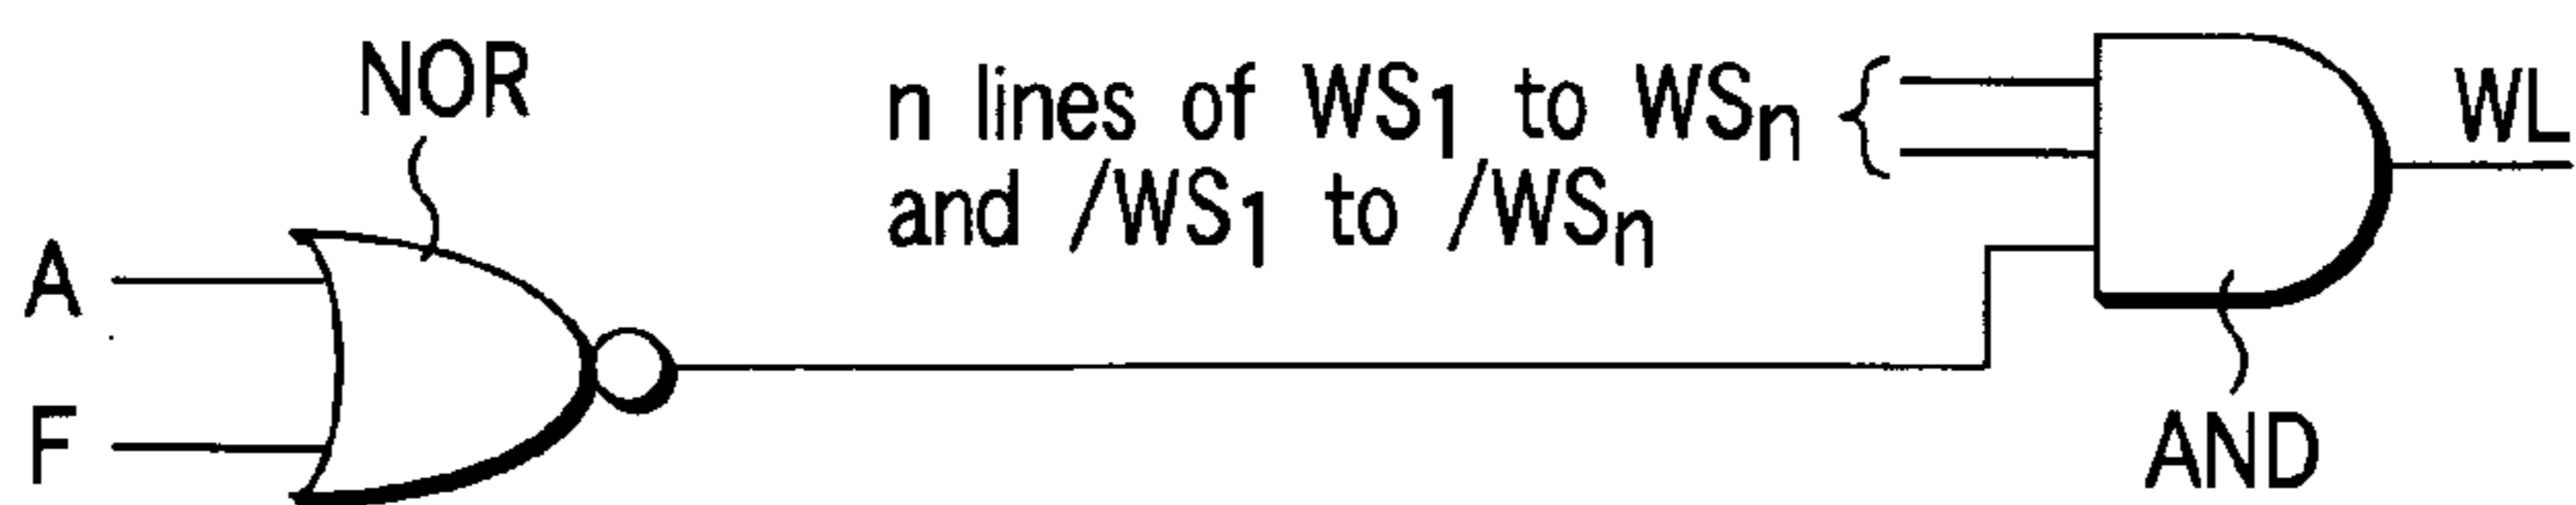 NOR
n lines of WS1 to WSn
and /WS1 to /WSn
WL
A
F
AND